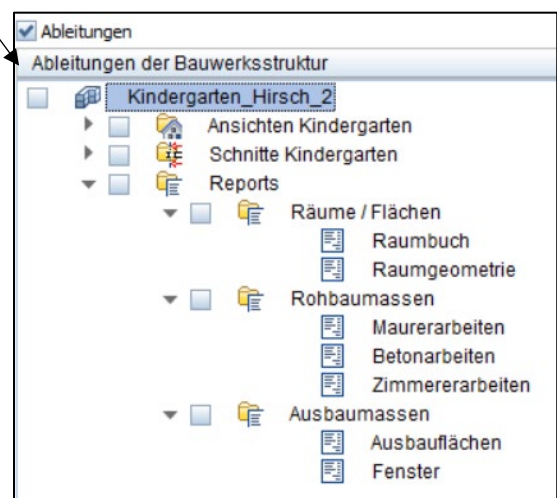 Ableitungen
Ableitungen der Bauwerksstruktur
Kindergarten_Hirsch_2
Ansichten Kindergarten
Schnitte Kindergarten
Reports
Räume / Flächen
Raumbuch
Raumgeometrie
Rohbaumassen
Maurerarbeiten
Betonarbeiten
Zimmererarbeiten
Ausbaumassen
Ausbauflächen
Fenster